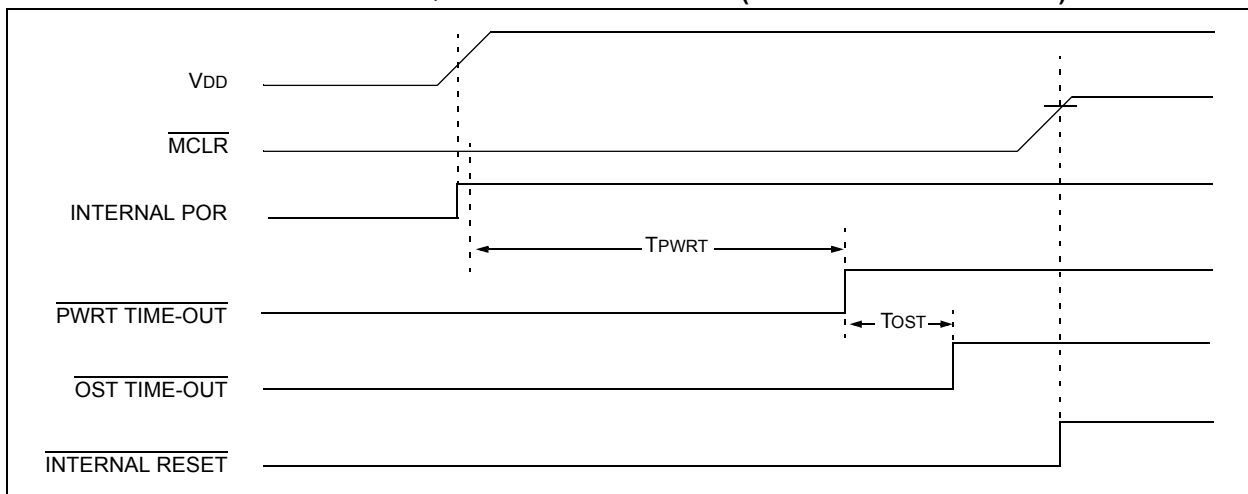 VDD
MCLR
INTERNAL POR
TPWRT
PWRT TIME-OUT
TOST
OST TIME-OUT
INTERNAL RESET